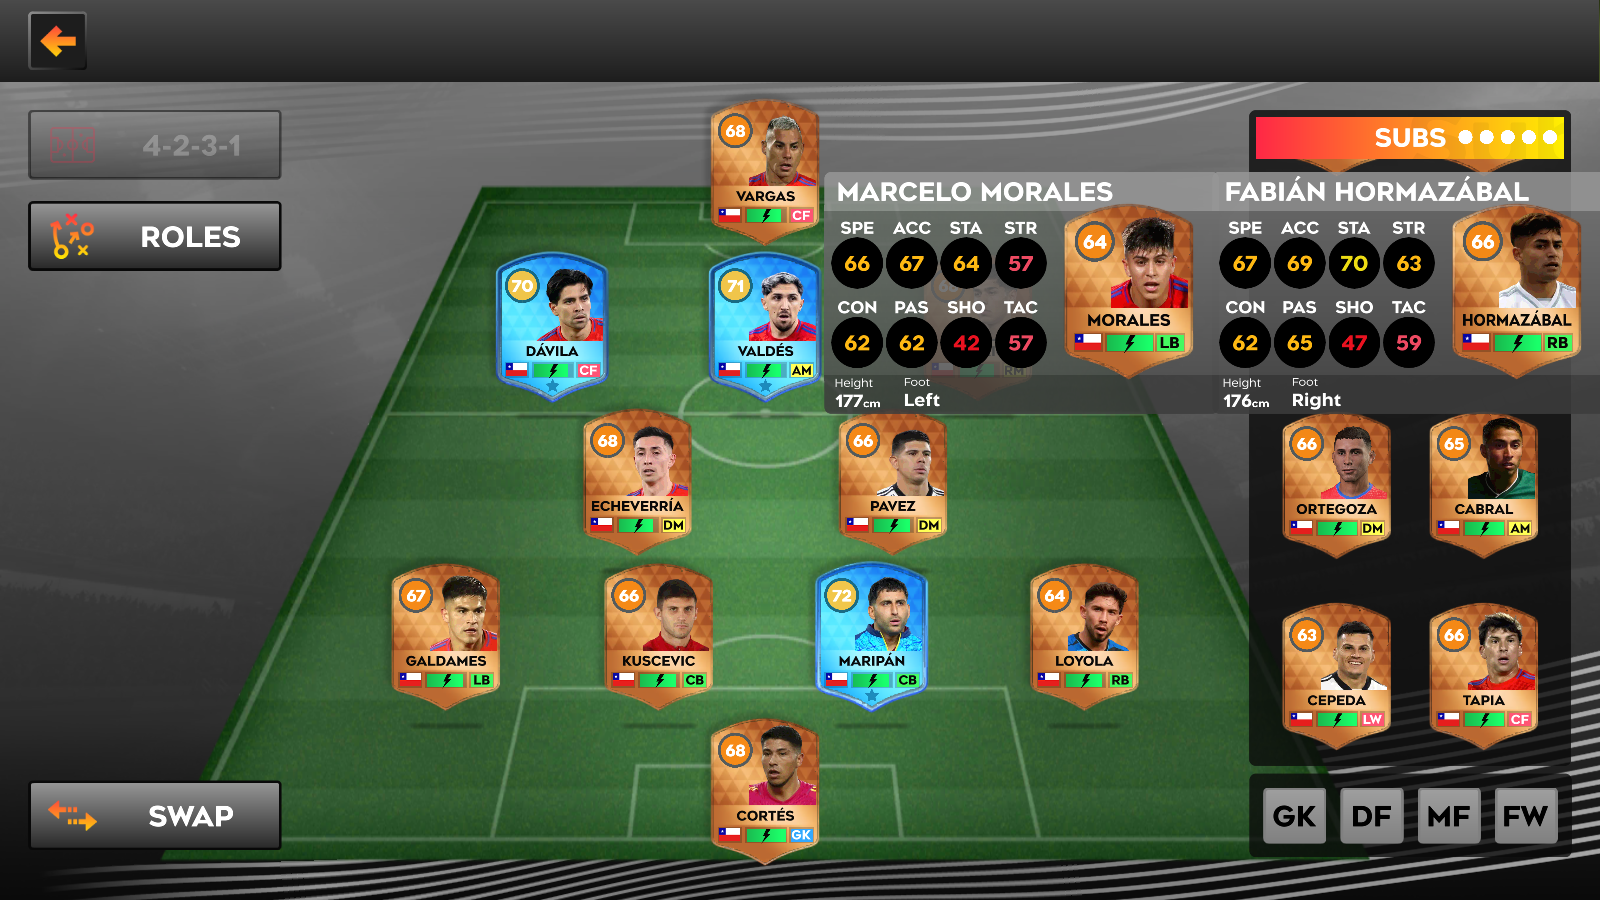 4-2-3-1
ROLES
SWAP
SUBS
68
VARGAS
CF
70
DÁVILA
CF
71
VALDÉS
AM
68
ECHEVERRÍA
DM
66
PAVEZ
DM
67
GALDAMES
LB
66
KUSCEVIC
CB
72
MARIPÁN
CB
64
LOYOLA
RB
68
CORTÉS
GK
MARCELO MORALES
SPE ACC STA STR
66 67 64 57
CON PAS SHO TAC
62 62 42 57
Height Foot
177cm Left
64
MORALES
LB
FABIÁN HORMAZÁBAL
SPE ACC STA STR
67 69 70 63
CON PAS SHO TAC
62 65 47 59
Height Foot
176cm Right
66
HORMAZÁBAL
RB
RM
66
ORTEGOZA
DM
65
CABRAL
AM
63
CEPEDA
LW
66
TAPIA
CF
GK DF MF FW